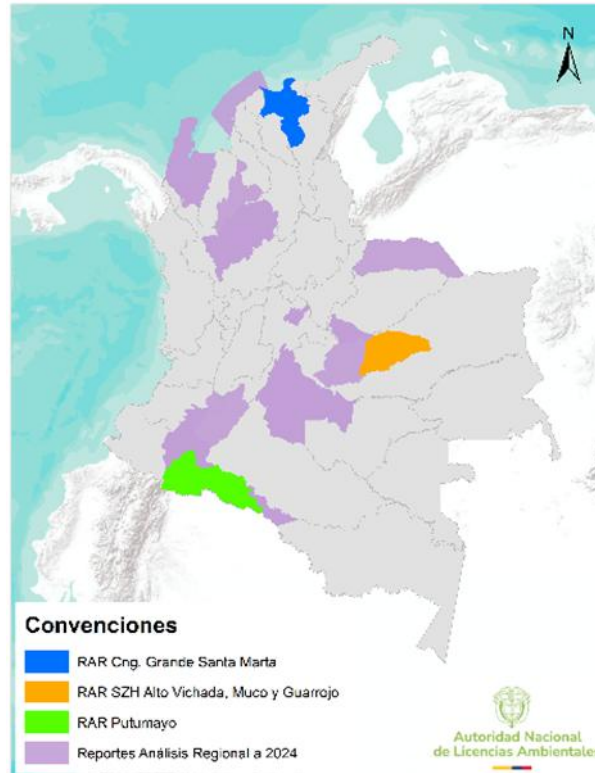 N
Convenciones
RAR Cng. Grande Santa Marta
RAR SZH Alto Vichada, Muco y Guarrojo
RAR Putumayo
Reportes Análisis Regional a 2024
Autoridad Nacional
de Licencias Ambientales